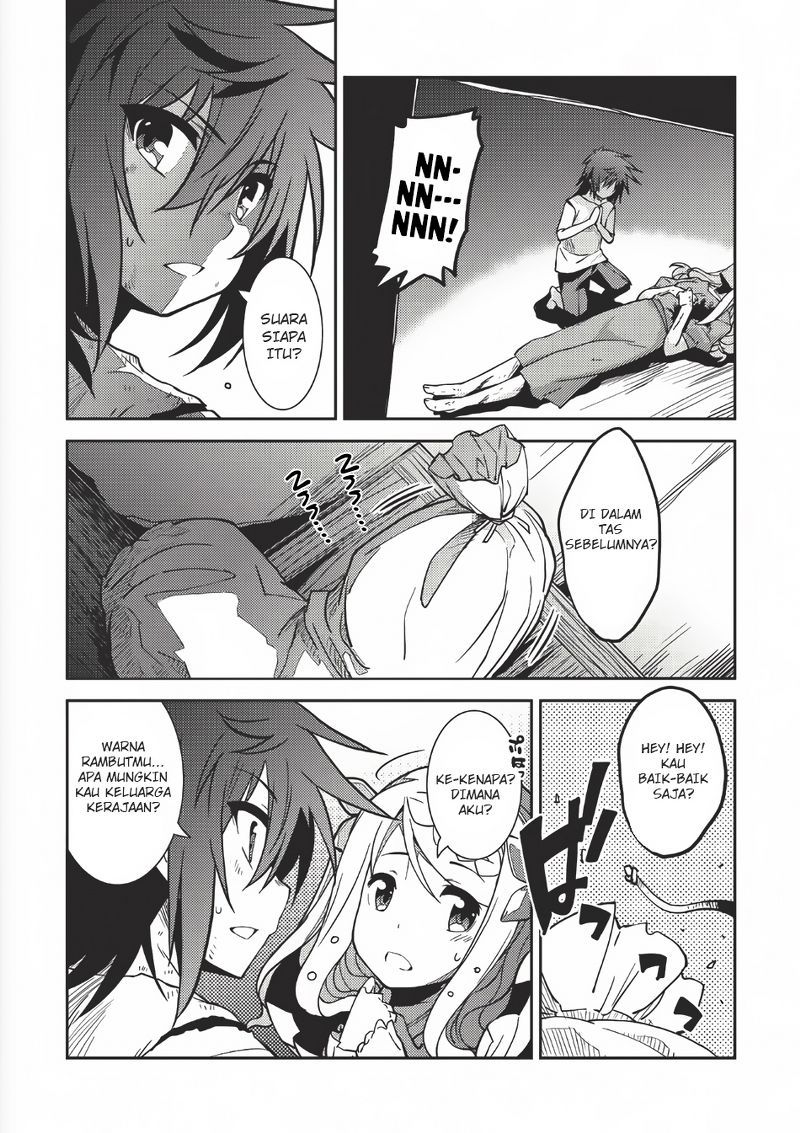 NN-
NN---
NNN!
SUARA
SIAPA
ITU?
DI DALAM
TAS
SEBELUMNYA?
HEY! HEY!
KAU
BAIK-BAIK
SAJA?
KE-KENAPA?
DIMANA
AKU?
WARNA
RAMBUTMU...
APA MUNGKIN
KAU KELUARGA
KERAJAAN?